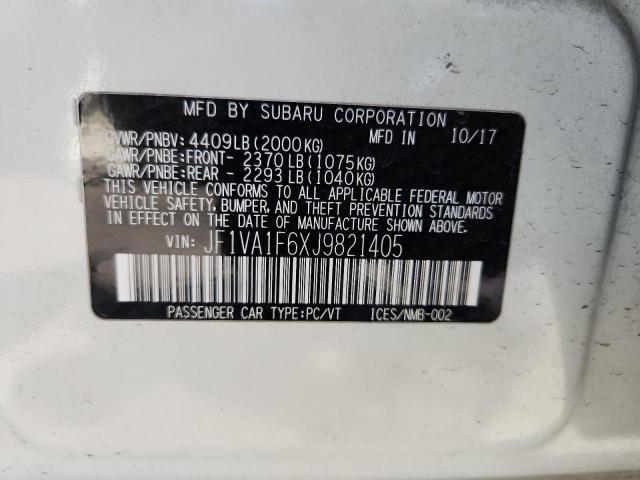 MFD BY SUBARU CORPORATION
GVWR/PNBV: 4409LB(2000KG) MFD IN 10/17
GAWR/PNBE:FRONT- 2370LB(1075KG)
GAWR/PNBE:REAR - 2293LB(1040KG)
THIS VEHICLE CONFORMS TO ALL APPLICABLE FEDERAL MOTOR
VEHICLE SAFETY, BUMPER, AND THEFT PREVENTION STANDARDS
IN EFFECT ON THE DATE OF MANUFACTURE SHOWN ABOVE.
VIN: JF1VA1F6XJ9821405
PASSENGER CAR TYPE:PC/VT ICES/NMB-002